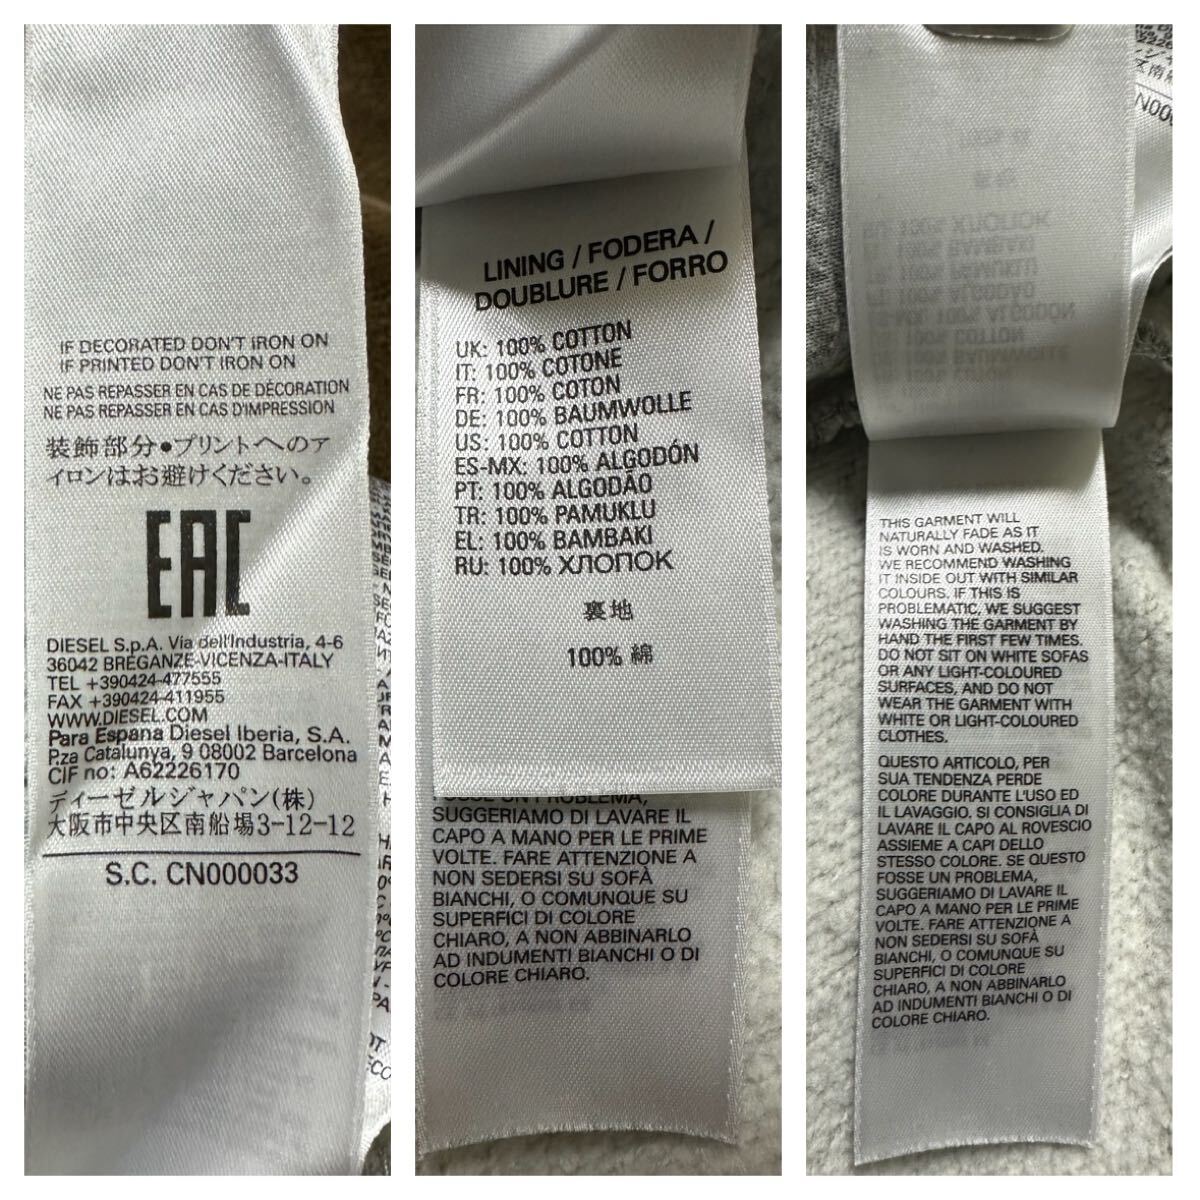 IF DECORATED DON'T IRON ON
IF PRINTED DON'T IRON ON
NE PAS REPASSER EN CAS DE DÉCORATION
NE PAS REPASSER EN CAS D'IMPRESSION
装飾部分●プリントへのア
イロンはお避けください。
EAC
DIESEL S.p.A. Via dell'Industria, 4-6
36042 BREGANZE-VICENZA-ITALY
TEL +390424-477555
FAX +390424-411955
WWW.DIESEL.COM
Para Espana Diesel Iberia, S.A.
P.za Catalunya, 9 08002 Barcelona
CIF no: A62226170
ディーゼルジャパン(株)
大阪市中央区南船場3-12-12
S.C. CN000033
LINING / FODERA /
DOUBLURE / FORRO
UK: 100% COTTON
IT: 100% COTONE
FR: 100% COTON
DE: 100% BAUMWOLLE
US: 100% COTTON
ES-MX: 100% ALGODÓN
PT: 100% ALGODÃO
TR: 100% PAMUKLU
EL: 100% BAMBAKI
RU: 100% ХЛОПОК
裏地
100% 綿
FOSSE UN PROBLEMA,
SUGGERIAMO DI LAVARE IL
CAPO A MANO PER LE PRIME
VOLTE. FARE ATTENZIONE A
NON SEDERSI SU SOFÀ
BIANCHI, O COMUNQUE SU
SUPERFICI DI COLORE
CHIARO, A NON ABBINARLO
AD INDUMENTI BIANCHI O DI
COLORE CHIARO.
THIS GARMENT WILL
NATURALLY FADE AS IT
IS WORN AND WASHED.
WE RECOMMEND WASHING
IT INSIDE OUT WITH SIMILAR
COLOURS. IF THIS IS
PROBLEMATIC, WE SUGGEST
WASHING THE GARMENT BY
HAND THE FIRST FEW TIMES.
DO NOT SIT ON WHITE SOFAS
OR ANY LIGHT-COLOURED
SURFACES, AND DO NOT
WEAR THE GARMENT WITH
WHITE OR LIGHT-COLOURED
CLOTHES.
QUESTO ARTICOLO, PER
SUA TENDENZA PERDE
COLORE DURANTE L'USO ED
IL LAVAGGIO. SI CONSIGLIA DI
LAVARE IL CAPO AL ROVESCIO
ASSIEME A CAPI DELLO
STESSO COLORE. SE QUESTO
FOSSE UN PROBLEMA,
SUGGERIAMO DI LAVARE IL
CAPO A MANO PER LE PRIME
VOLTE. FARE ATTENZIONE A
NON SEDERSI SU SOFÀ
BIANCHI, O COMUNQUE SU
SUPERFICI DI COLORE
CHIARO, A NON ABBINARLO
AD INDUMENTI BIANCHI O DI
COLORE CHIARO.